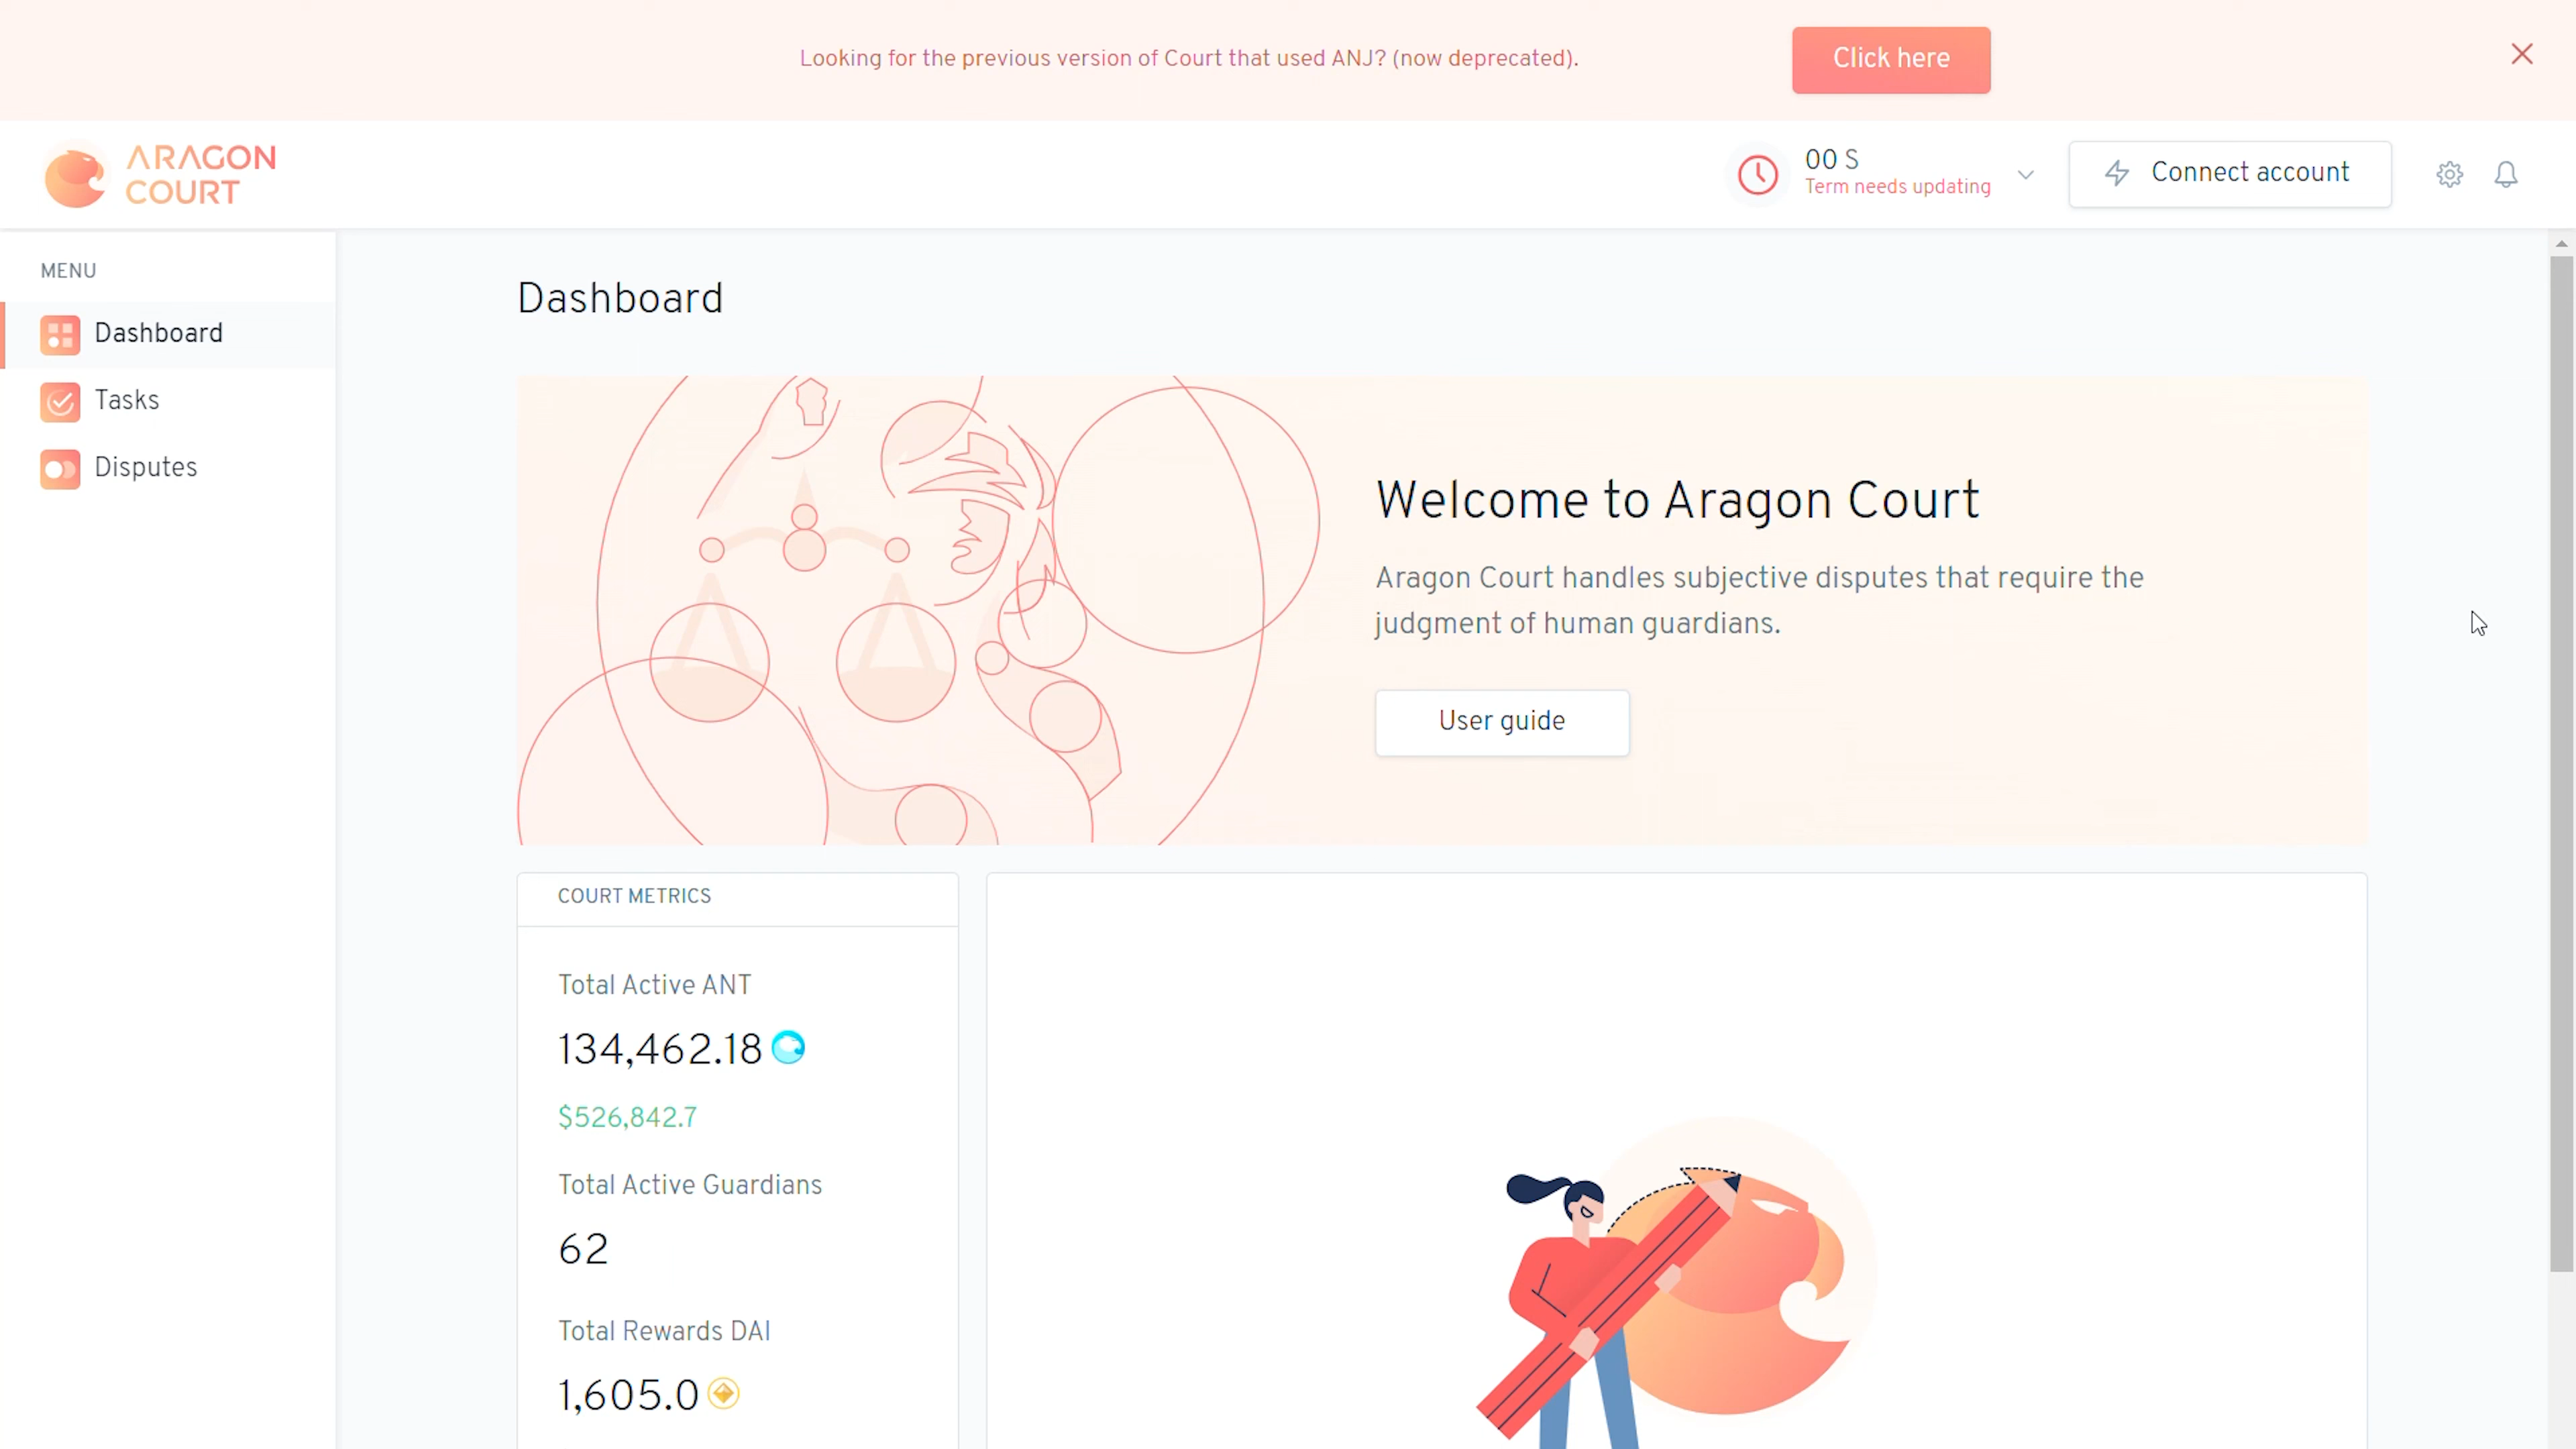 Looking for the previous version of Court that used ANJ? (now deprecated).
Click here
ARAGON
COURT
00 S
Term needs updating
Connect account
MENU
Dashboard
Tasks
Disputes
Dashboard
Welcome to Aragon Court
Aragon Court handles subjective disputes that require the
judgment of human guardians.
User guide
COURT METRICS
Total Active ANT
134,462.18
$526,842.7
Total Active Guardians
62
Total Rewards DAI
1,605.0